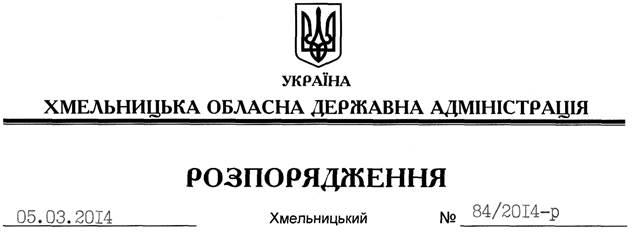 УКРАЇНА
ХМЕЛЬНИЦЬКА ОБЛАСНА ДЕРЖАВНА АДМІНІСТРАЦІЯ
РОЗПОРЯДЖЕННЯ
05.03.2014 Хмельницький № 84/2014-р